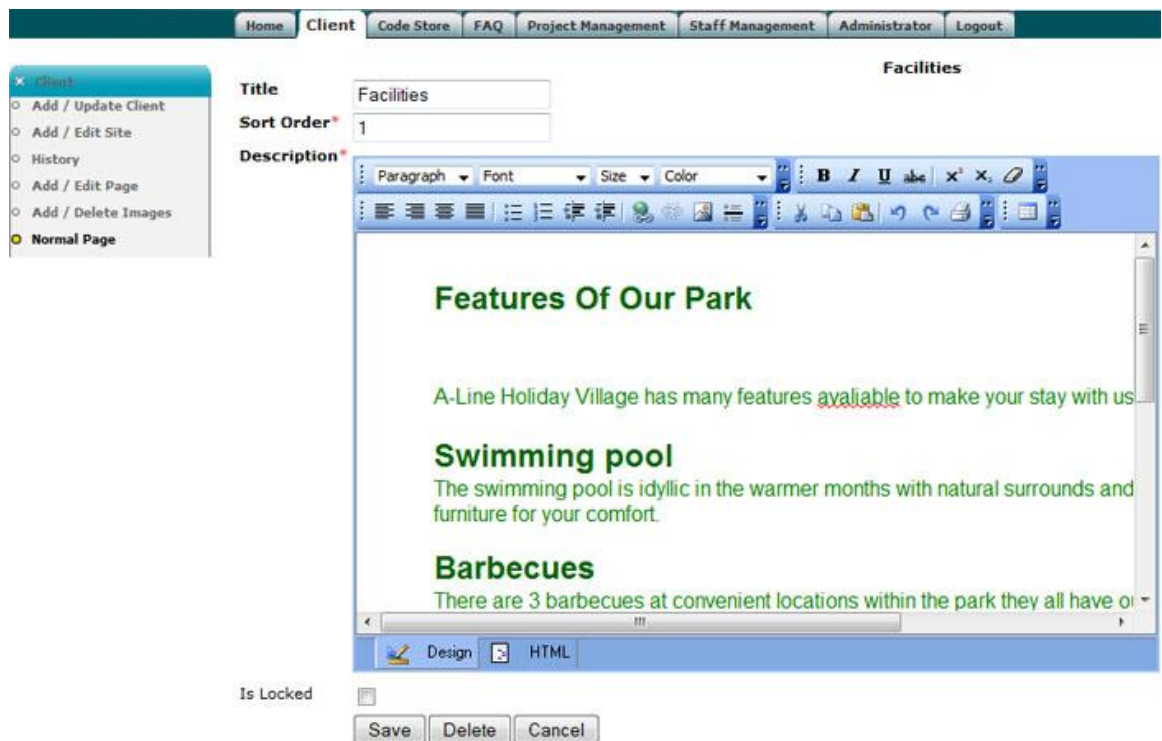 Home Client Code Store FAQ Project Management Staff Management Administrator Logout
Client
Add / Update Client
Add / Edit Site
History
Add / Edit Page
Add / Delete Images
Normal Page
Facilities
Title Facilities
Sort Order* 1
Description*
Paragraph Font Size Color B I U abc x² x,
Features Of Our Park
A-Line Holiday Village has many features avaliable to make your stay with us
Swimming pool
The swimming pool is idyllic in the warmer months with natural surrounds and
furniture for your comfort.
Barbecues
There are 3 barbecues at convenient locations within the park they all have
Design HTML
Is Locked
Save Delete Cancel